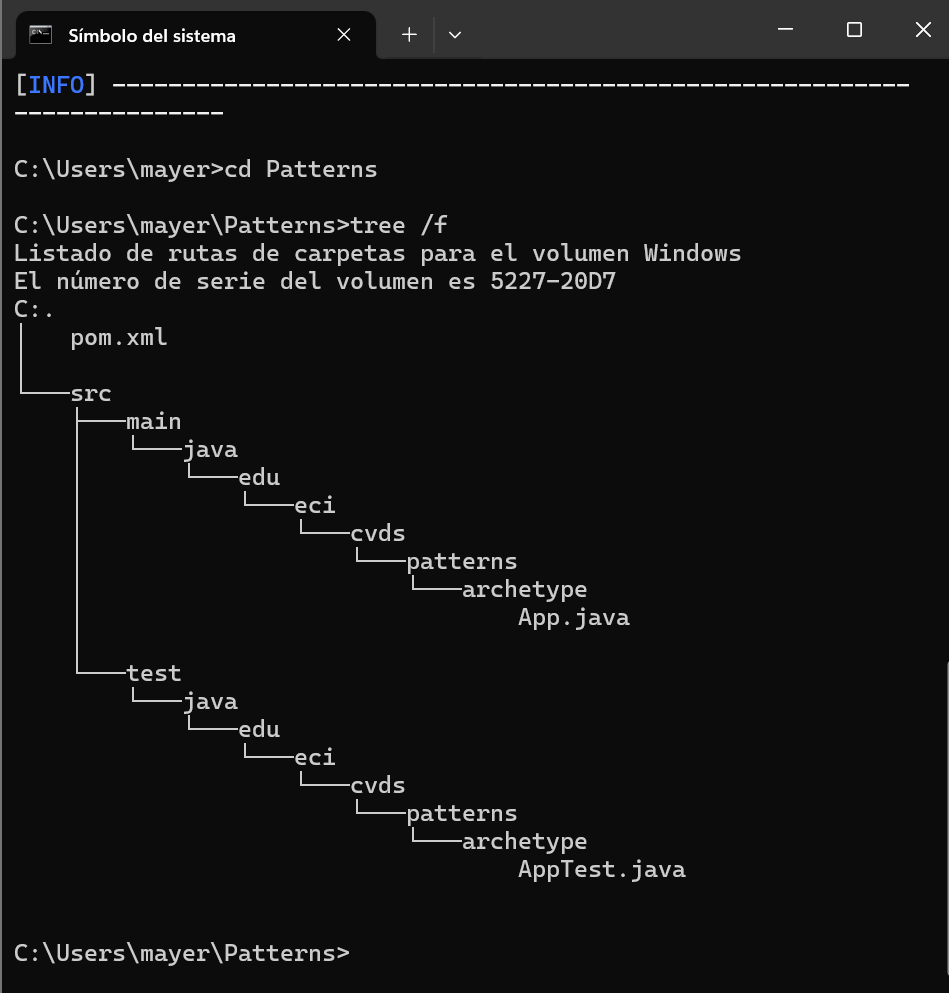 Símbolo del sistema
[INFO] ---------------------------------------------------------
---------------
C:\Users\mayer>cd Patterns
C:\Users\mayer\Patterns>tree /f
Listado de rutas de carpetas para el volumen Windows
El número de serie del volumen es 5227-20D7
C:.
│   pom.xml
│
└───src
    ├───main
    │   └───java
    │       └───edu
    │           └───eci
    │               └───cvds
    │                   └───patterns
    │                       └───archetype
    │                               App.java
    │
    └───test
        └───java
            └───edu
                └───eci
                    └───cvds
                        └───patterns
                            └───archetype
                                    AppTest.java
C:\Users\mayer\Patterns>